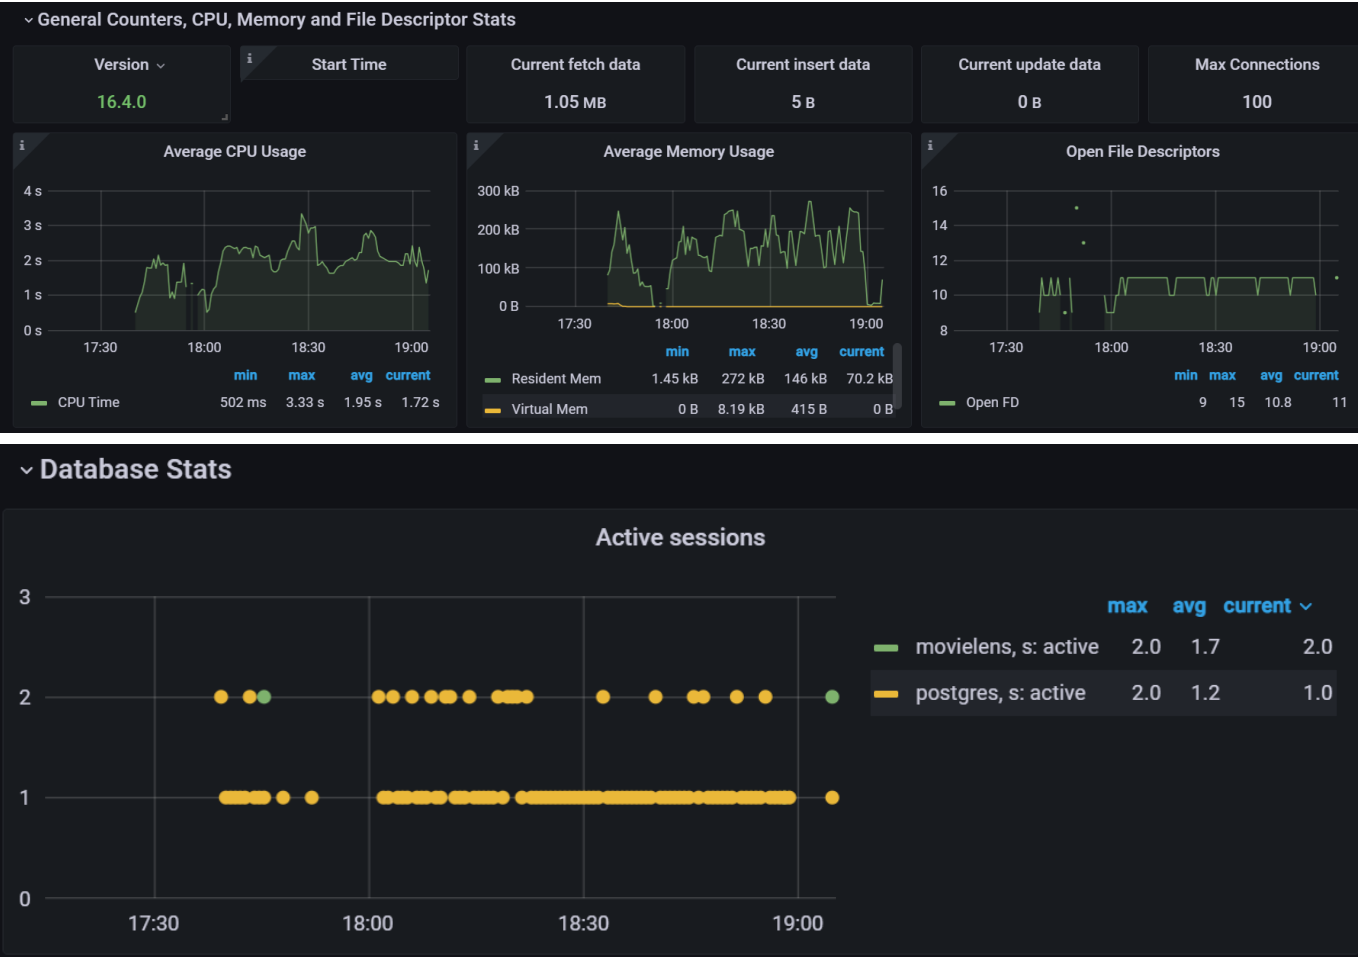 General Counters, CPU, Memory and File Descriptor Stats
Version
16.4.0
i
Start Time
Current fetch data
1.05 MB
Current insert data
5 B
Current update data
0 B
Max Connections
100
i
Average CPU Usage
4 s
3 s
2 s
1 s
0 s
17:30 18:00 18:30 19:00
min max avg current
CPU Time 502 ms 3.33 s 1.95 s 1.72 s
i
Average Memory Usage
300 kB
200 kB
100 kB
0 B
17:30 18:00 18:30 19:00
min max avg current
Resident Mem 1.45 kB 272 kB 146 kB 70.2 kB
Virtual Mem 0 B 8.19 kB 415 B 0 B
i
Open File Descriptors
16
14
12
10
8
17:30 18:00 18:30 19:00
min max avg current
Open FD 9 15 10.8 11
Database Stats
Active sessions
3
2
1
0
17:30 18:00 18:30 19:00
max avg current
movielens, s: active 2.0 1.7 2.0
postgres, s: active 2.0 1.2 1.0